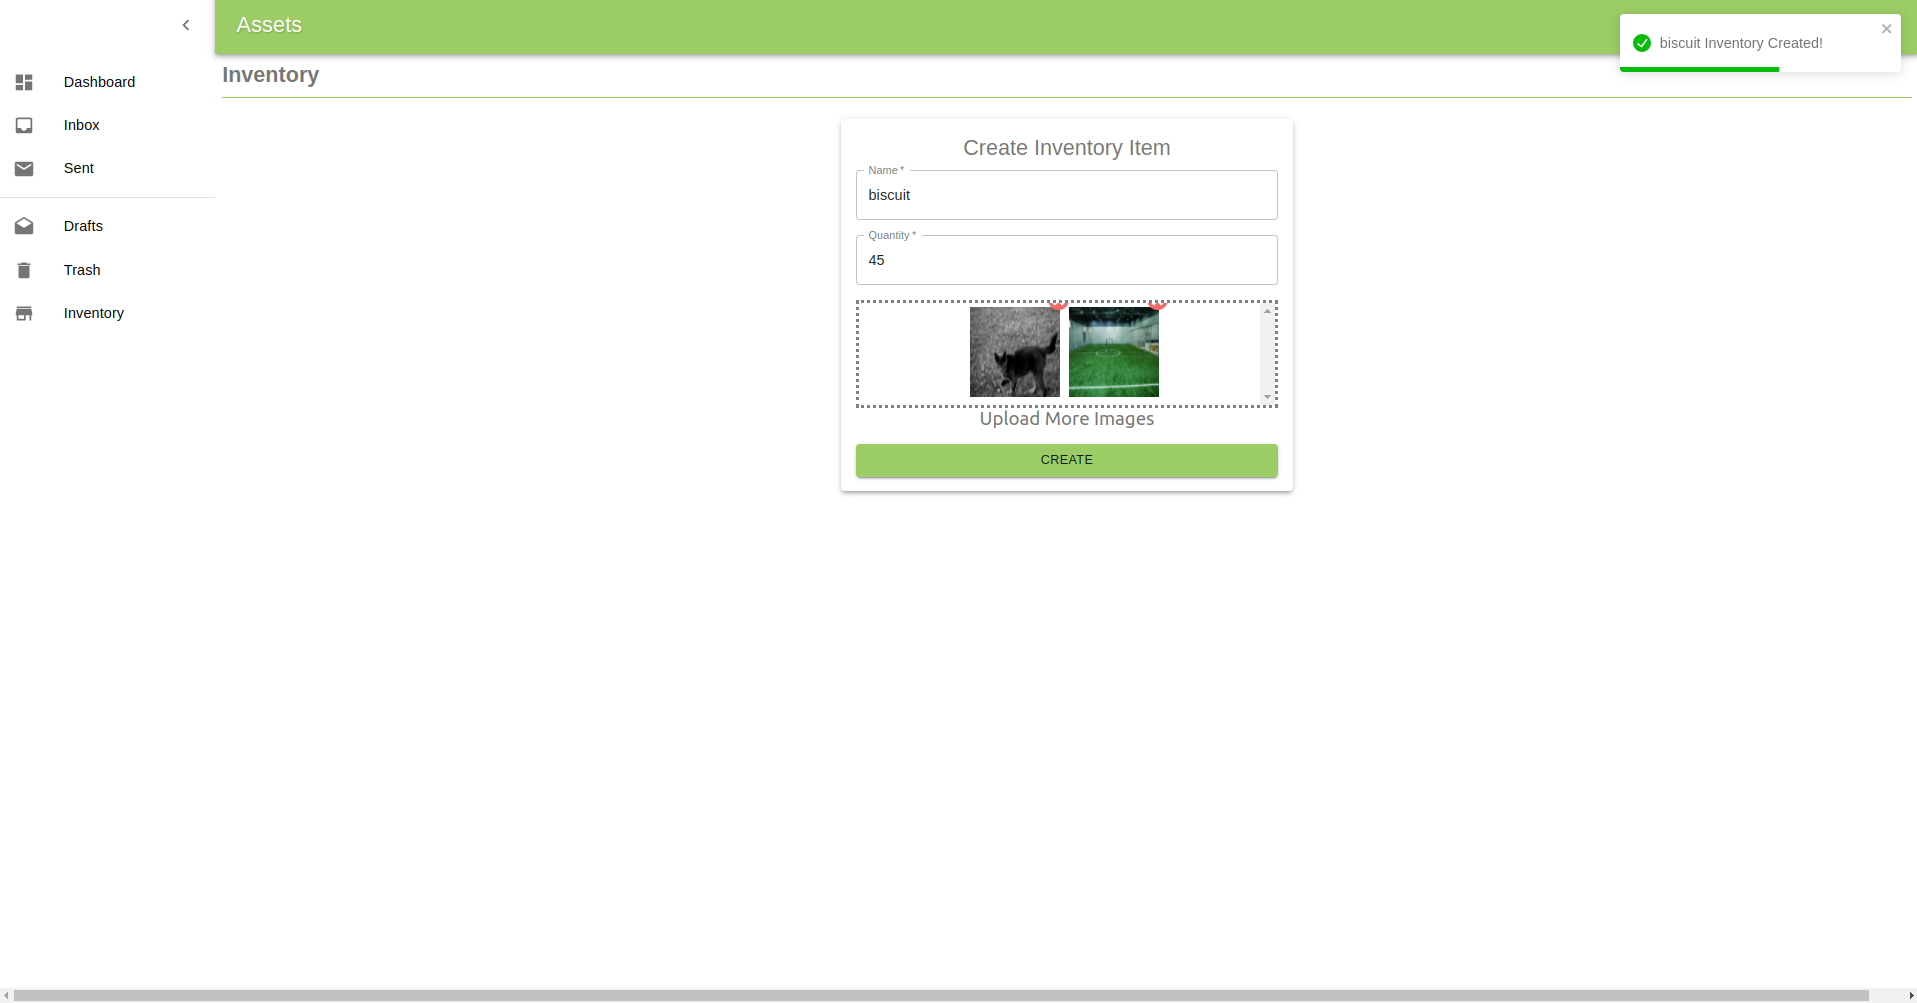 Assets
biscuit Inventory Created!
Dashboard
Inbox
Sent
Drafts
Trash
Inventory
Inventory
Create Inventory Item
Name *
biscuit
Quantity *
45
Upload More Images
CREATE